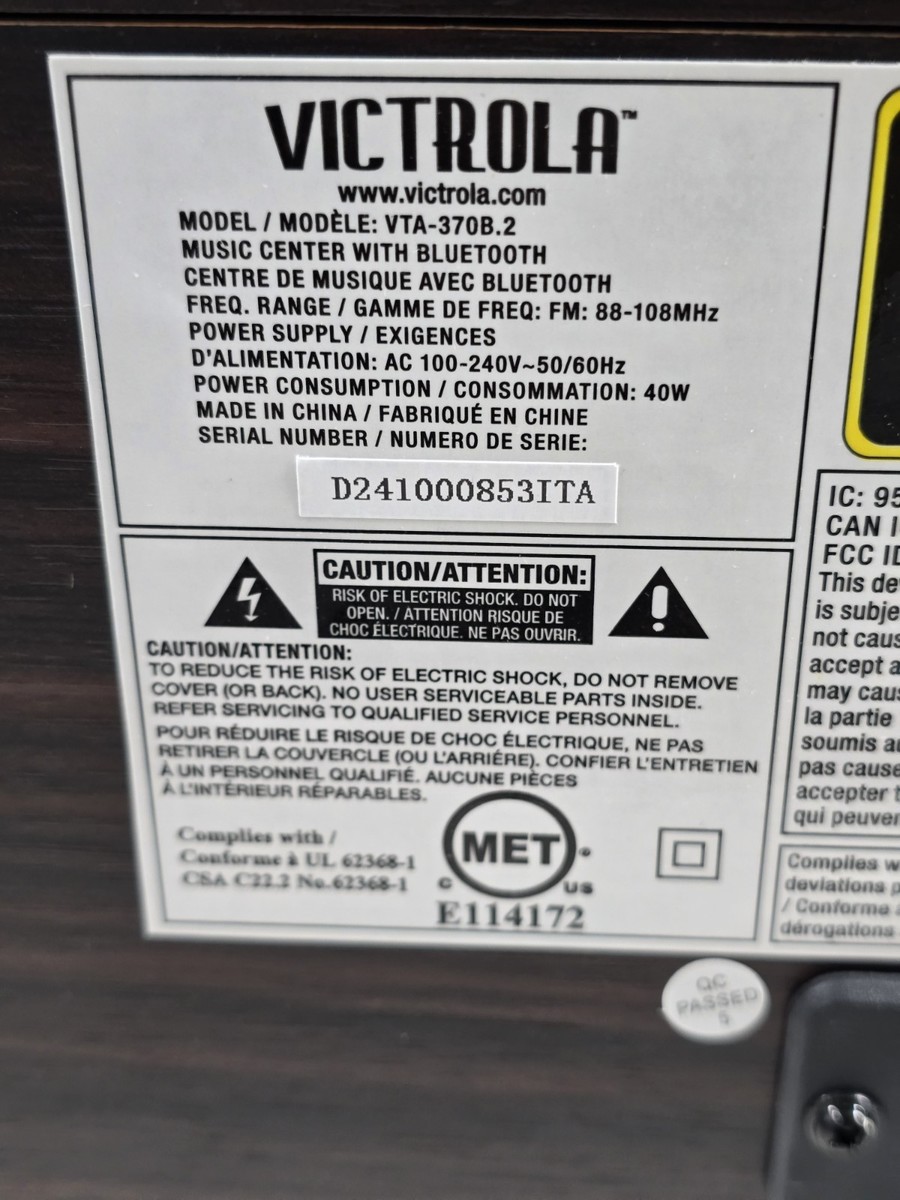 VICTROLA™
www.victrola.com
MODEL / MODÈLE: VTA-370B.2
MUSIC CENTER WITH BLUETOOTH
CENTRE DE MUSIQUE AVEC BLUETOOTH
FREQ. RANGE / GAMME DE FREQ: FM: 88-108MHz
POWER SUPPLY / EXIGENCES
D'ALIMENTATION: AC 100-240V~50/60Hz
POWER CONSUMPTION / CONSOMMATION: 40W
MADE IN CHINA / FABRIQUÉ EN CHINE
SERIAL NUMBER / NUMERO DE SERIE:
D241000853ITA
CAUTION/ATTENTION:
RISK OF ELECTRIC SHOCK. DO NOT
OPEN. / ATTENTION RISQUE DE
CHOC ÉLECTRIQUE. NE PAS OUVRIR.
CAUTION/ATTENTION:
TO REDUCE THE RISK OF ELECTRIC SHOCK, DO NOT REMOVE
COVER (OR BACK). NO USER SERVICEABLE PARTS INSIDE.
REFER SERVICING TO QUALIFIED SERVICE PERSONNEL.
POUR RÉDUIRE LE RISQUE DE CHOC ÉLECTRIQUE, NE PAS
RETIRER LA COUVERCLE (OU L'ARRIÉRE). CONFIER L'ENTRETIEN
À UN PERSONNEL QUALIFIÉ. AUCUNE PIÈCES
À L'INTÉRIEUR RÉPARABLES.
Complies with /
Conforme à UL 62368-1
CSA C22.2 No.62368-1
MET
C US
E114172
IC: 95
CAN I
FCC ID
This de
is subje
not caus
accept a
may cau
la partie
soumis a
pas cause
accepter t
qui peuve
Complies w
deviations p
/ Conforme
dérogations
QC
PASSED
5